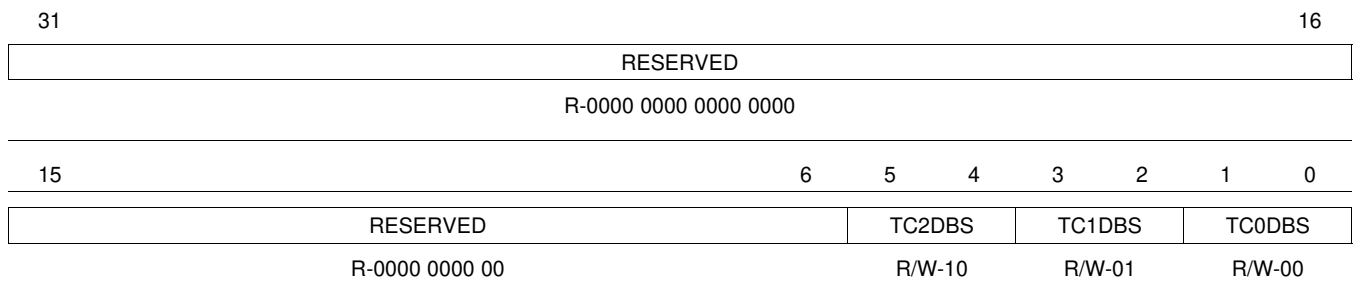 31 16
RESERVED
R-0000 0000 0000 0000
15 6 5 4 3 2 1 0
RESERVED TC2DBS TC1DBS TC0DBS
R-0000 0000 00 R/W-10 R/W-01 R/W-00